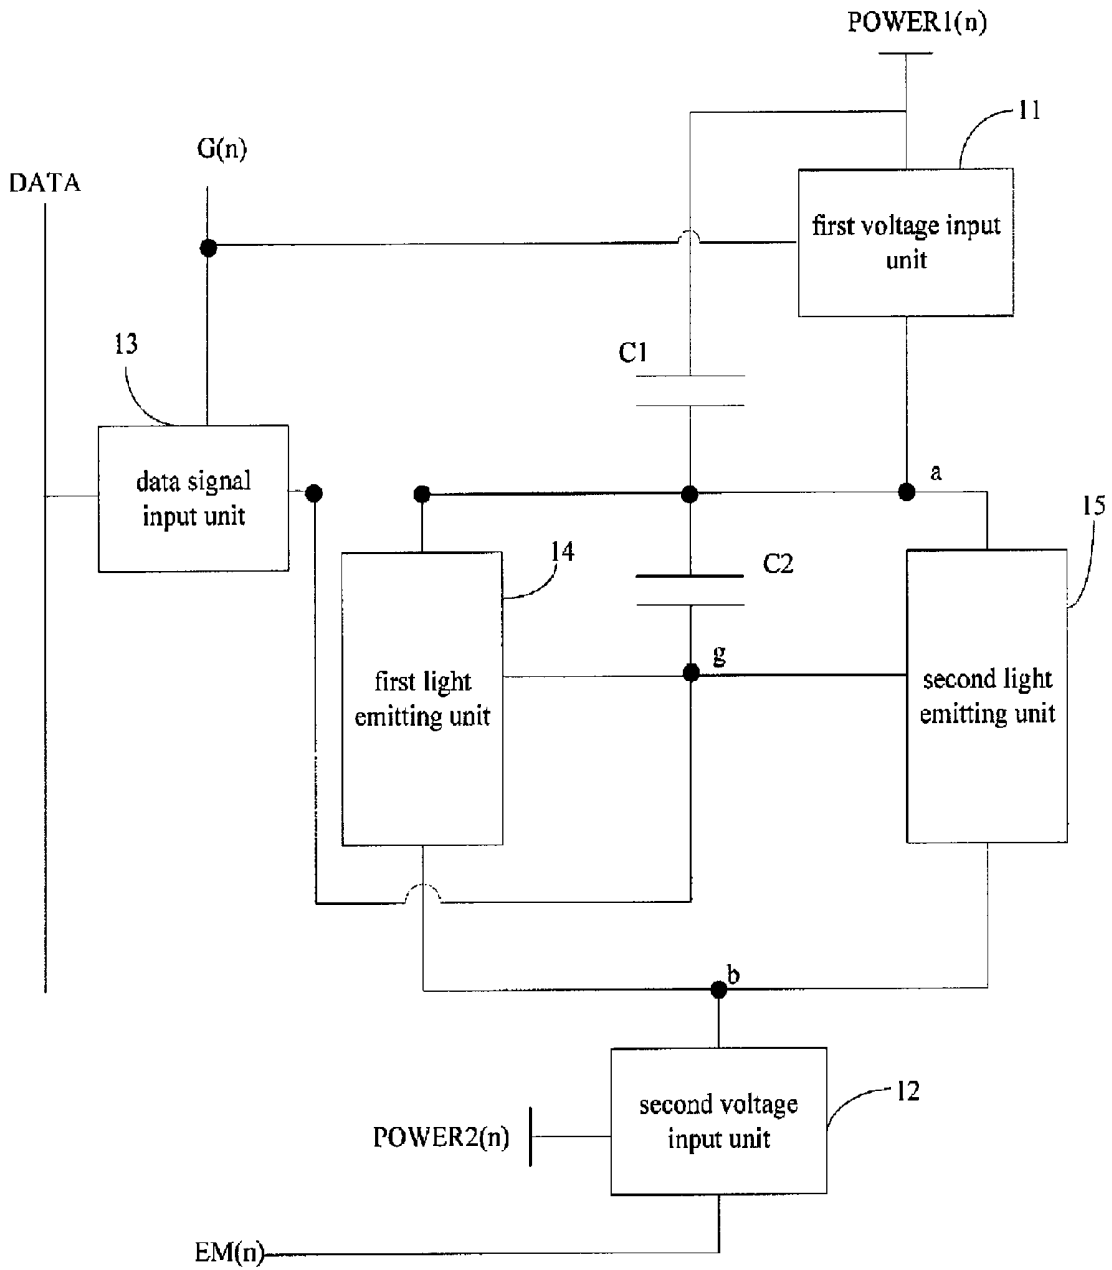 POWER1(n)
11
G(n)
DATA
first voltage input
unit
13
C1
data signal
input unit
a
15
14
C2
g
first light
emitting unit
second light
emitting unit
b
second voltage
input unit
12
POWER2(n)
EM(n)